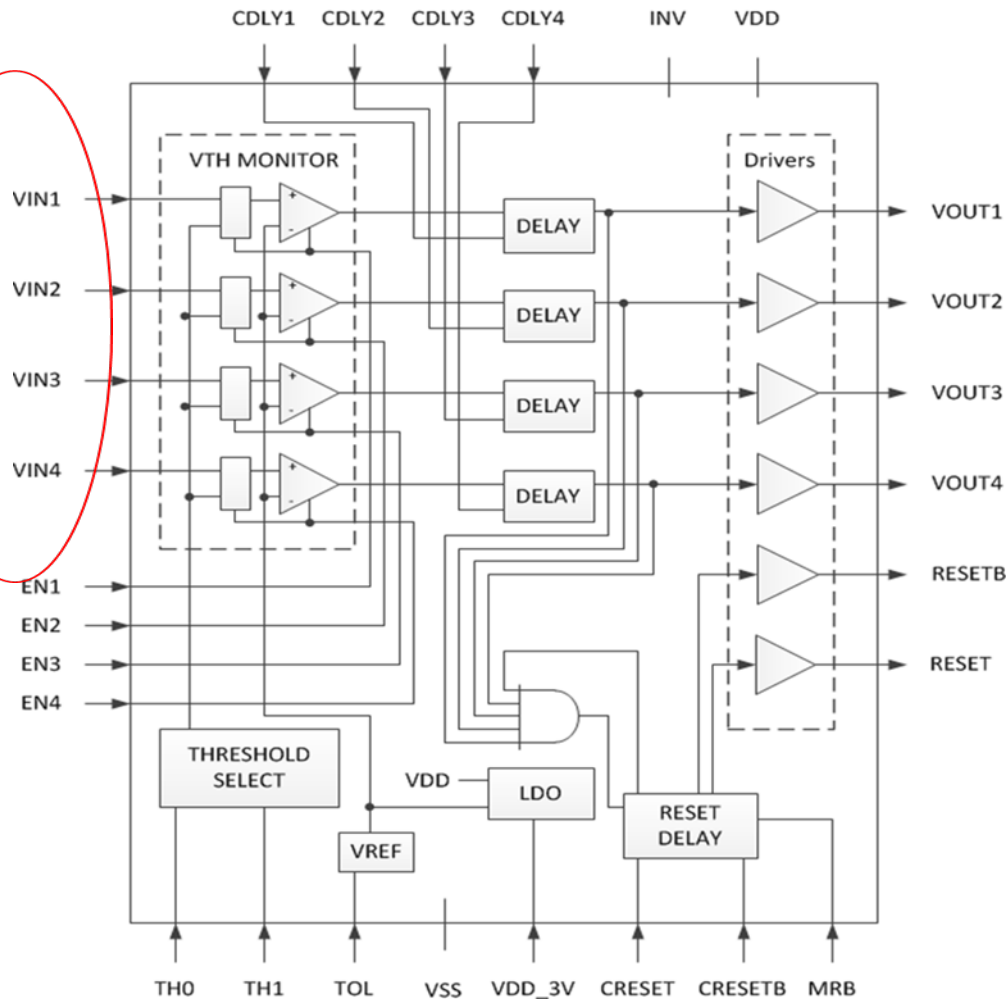 CDLY1 CDLY2 CDLY3 CDLY4 INV VDD
VTH MONITOR
Drivers
VIN1
DELAY
VOUT1
VIN2
DELAY
VOUT2
VIN3
DELAY
VOUT3
VIN4
DELAY
VOUT4
EN1
RESETB
EN2
EN3
RESET
EN4
THRESHOLD
SELECT
VDD
LDO
RESET
DELAY
VREF
TH0 TH1 TOL VSS VDD_3V CRESET CRESETB MRB
+
-
+
-
+
-
+
-